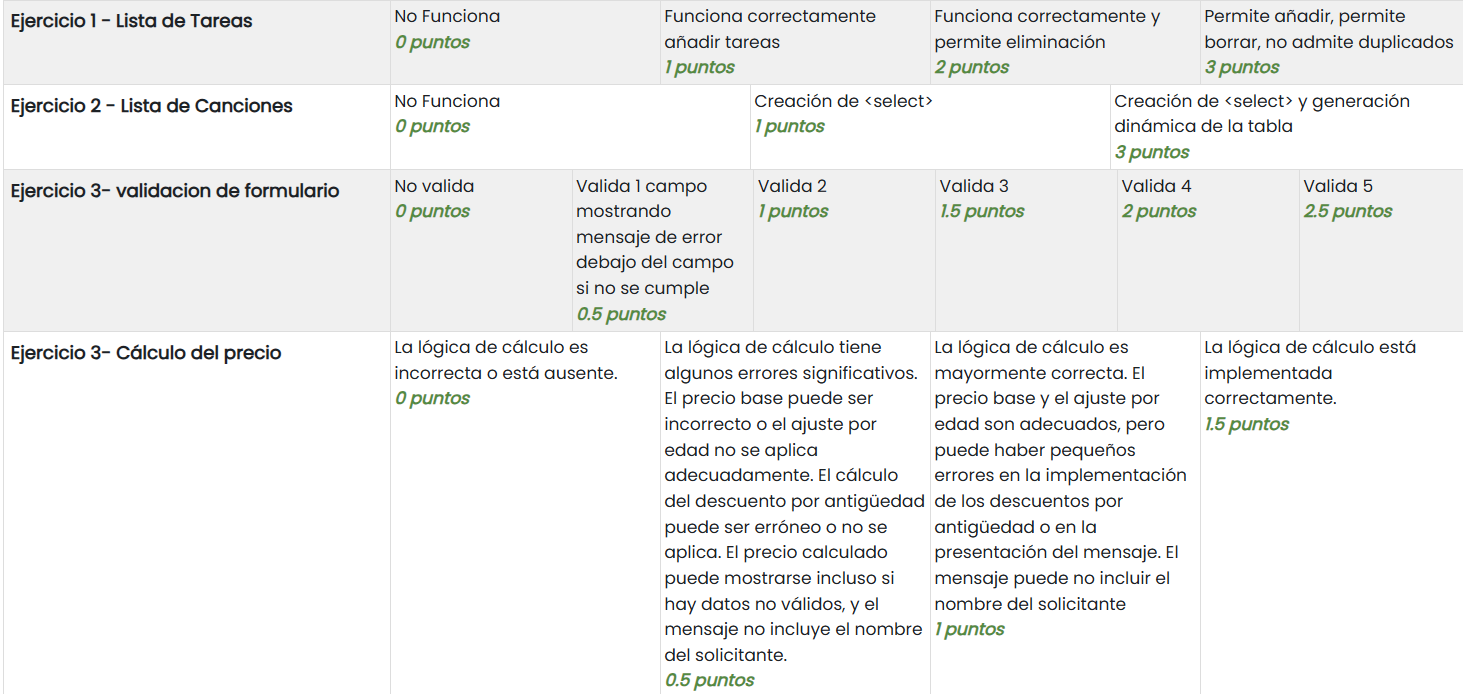 Ejercicio 1 - Lista de Tareas
No Funciona
0 puntos
Funciona correctamente
añadir tareas
1 puntos
Funciona correctamente y
permite eliminación
2 puntos
Permite añadir, permite
borrar, no admite duplicados
3 puntos
Ejercicio 2 - Lista de Canciones
No Funciona
0 puntos
Creación de <select>
1 puntos
Creación de <select> y generación
dinámica de la tabla
3 puntos
Ejercicio 3- validacion de formulario
No valida
0 puntos
Valida 1 campo
mostrando
mensaje de error
debajo del campo
si no se cumple
0.5 puntos
Valida 2
1 puntos
Valida 3
1.5 puntos
Valida 4
2 puntos
Valida 5
2.5 puntos
Ejercicio 3- Cálculo del precio
La lógica de cálculo es
incorrecta o está ausente.
0 puntos
La lógica de cálculo tiene
algunos errores significativos.
El precio base puede ser
incorrecto o el ajuste por
edad no se aplica
adecuadamente. El cálculo
del descuento por antigüedad
puede ser erróneo o no se
aplica. El precio calculado
puede mostrarse incluso si
hay datos no válidos, y el
mensaje no incluye el nombre
del solicitante.
0.5 puntos
La lógica de cálculo es
mayormente correcta. El
precio base y el ajuste por
edad son adecuados, pero
puede haber pequeños
errores en la implementación
de los descuentos por
antigüedad o en la
presentación del mensaje. El
mensaje puede no incluir el
nombre del solicitante
1 puntos
La lógica de cálculo está
implementada
correctamente.
1.5 puntos